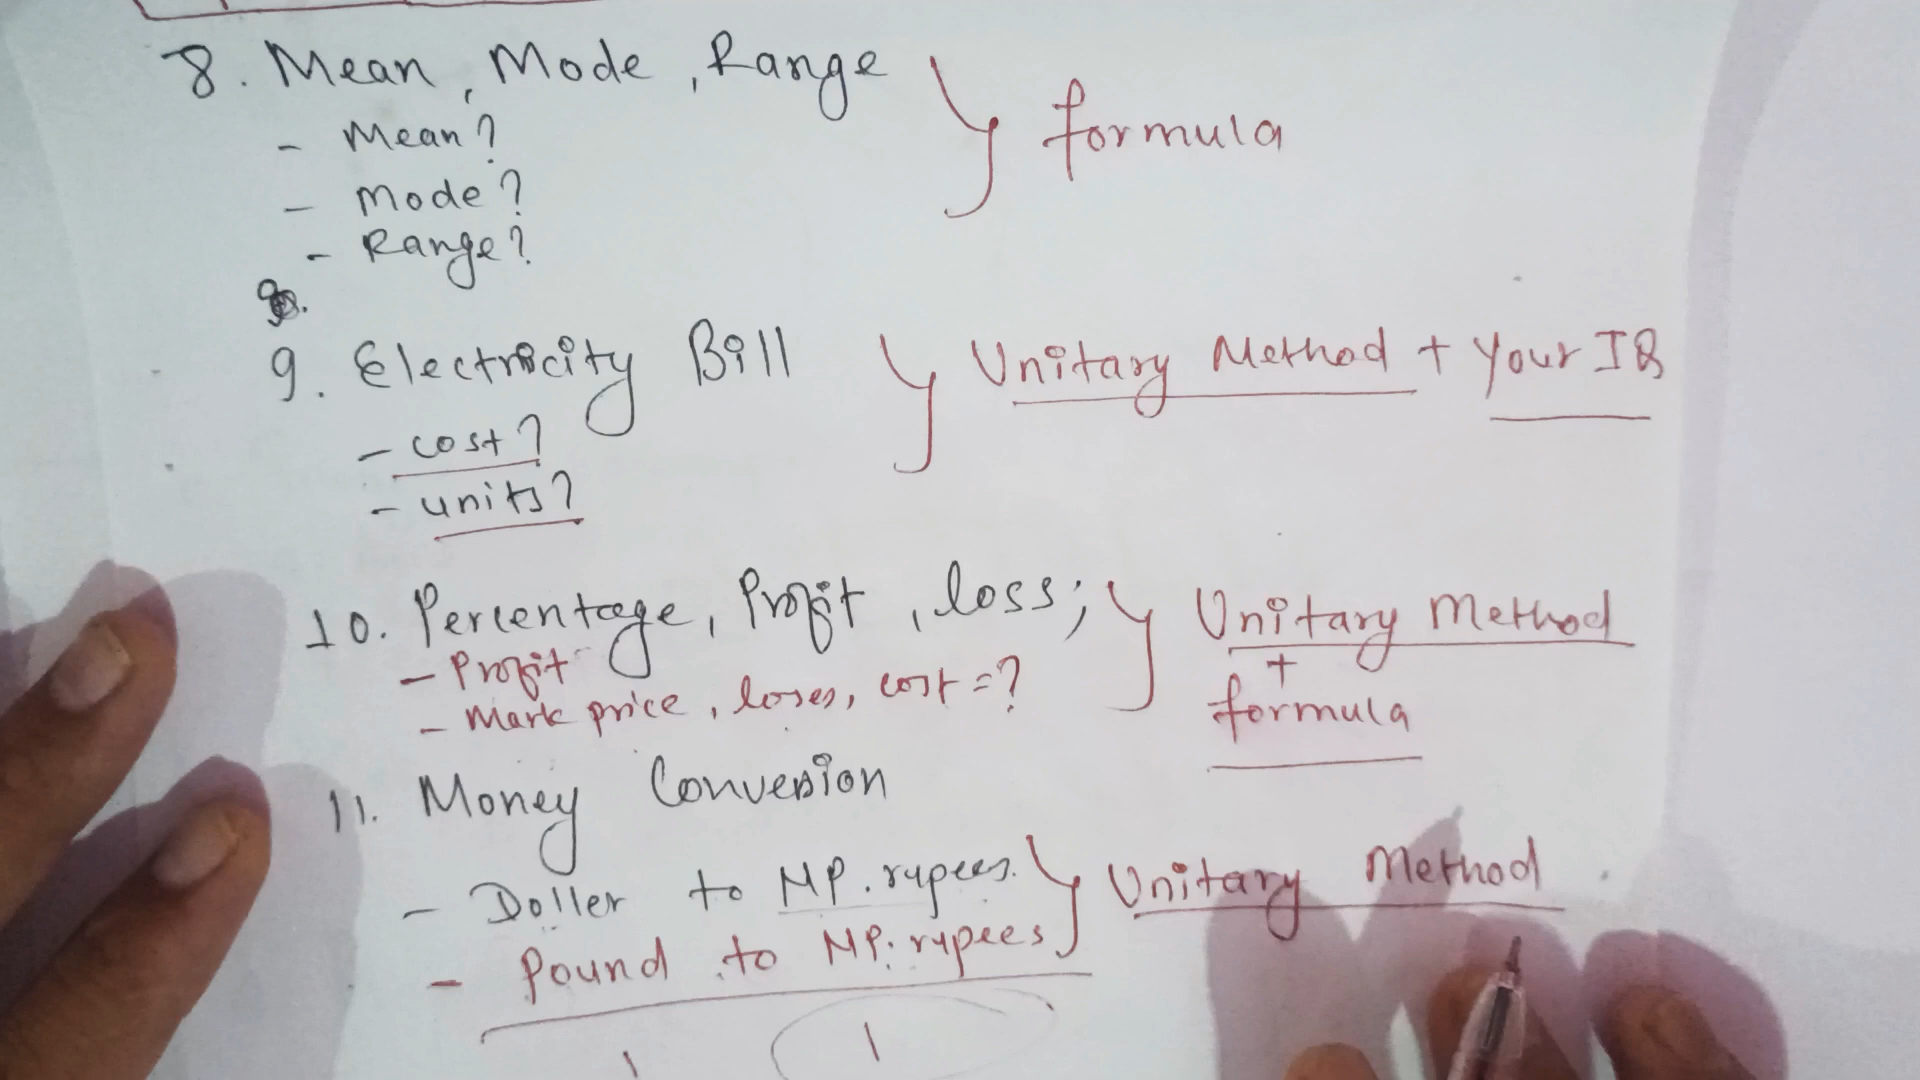 8. Mean, Mode, Range } formula
- Mean?
- Mode?
- Range?
9. Electricity Bill } Unitary Method + Your IQ
- cost?
- units?
10. Percentage, Profit, loss; } Unitary Method
+
formula
- Profit
- Mark price, loses, cost = ?
11. Money Conversion
- Doller to NP. rupees. } Unitary Method
- Pound to NP. rupees